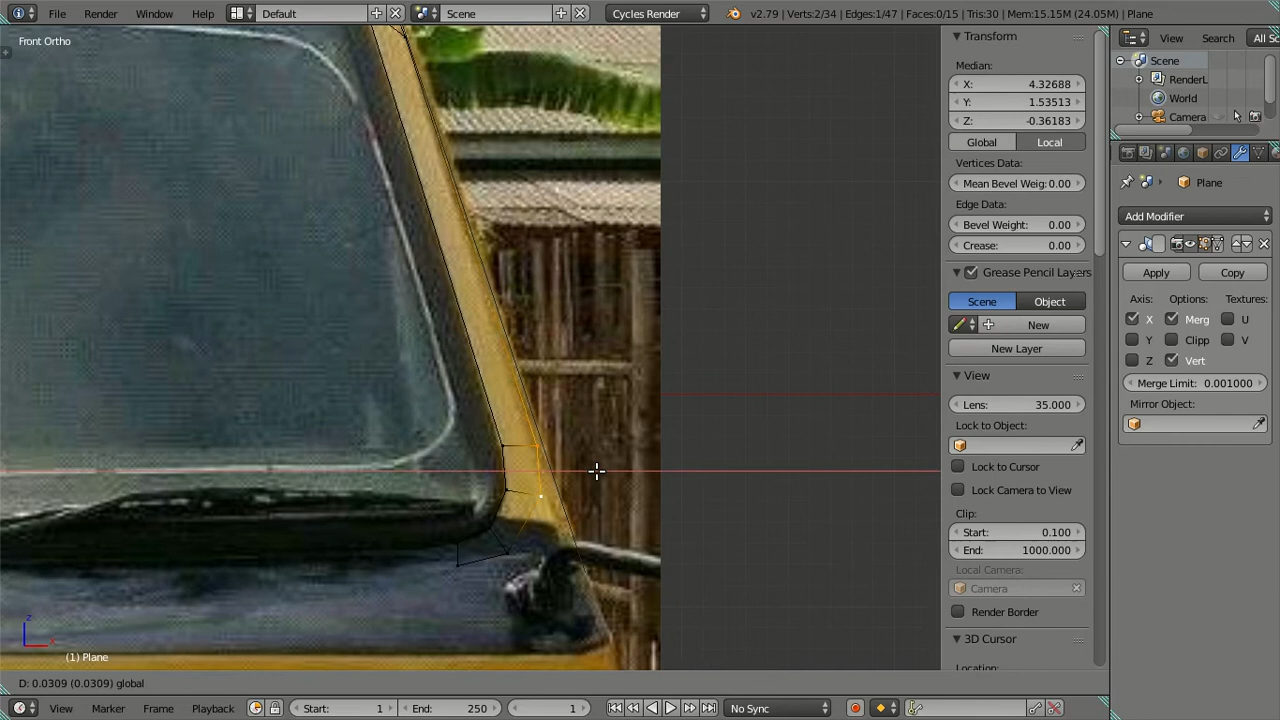 File Render Window Help Default Scene Cycles Render v2.79 | Verts:2/34 | Edges:1/47 | Faces:0/15 | Tris:30 | Mem:15.15M (24.05M) | Plane
Front Ortho
Transform
Median:
X: 4.32688
Y: 1.53513
Z: -0.36183
Global Local
Vertices Data:
Mean Bevel Weig: 0.00
Edge Data:
Bevel Weight: 0.00
Crease: 0.00
Grease Pencil Layers
Scene Object
New
New Layer
View
Lens: 35.000
Lock to Object:
Lock to Cursor
Lock Camera to View
Clip:
Start: 0.100
End: 1000.000
Local Camera:
Camera
Render Border
3D Cursor
Location:
View Search All Sc
Scene
RenderL
World
Camera
Plane
Add Modifier
Apply Copy
Axis: Options: Textures:
X Merg U
Y Clipp V
Z Vert
Merge Limit: 0.001000
Mirror Object:
z
x
(1) Plane
D: 0.0309 (0.0309) global
View Marker Frame Playback Start: 1 End: 250 1 No Sync